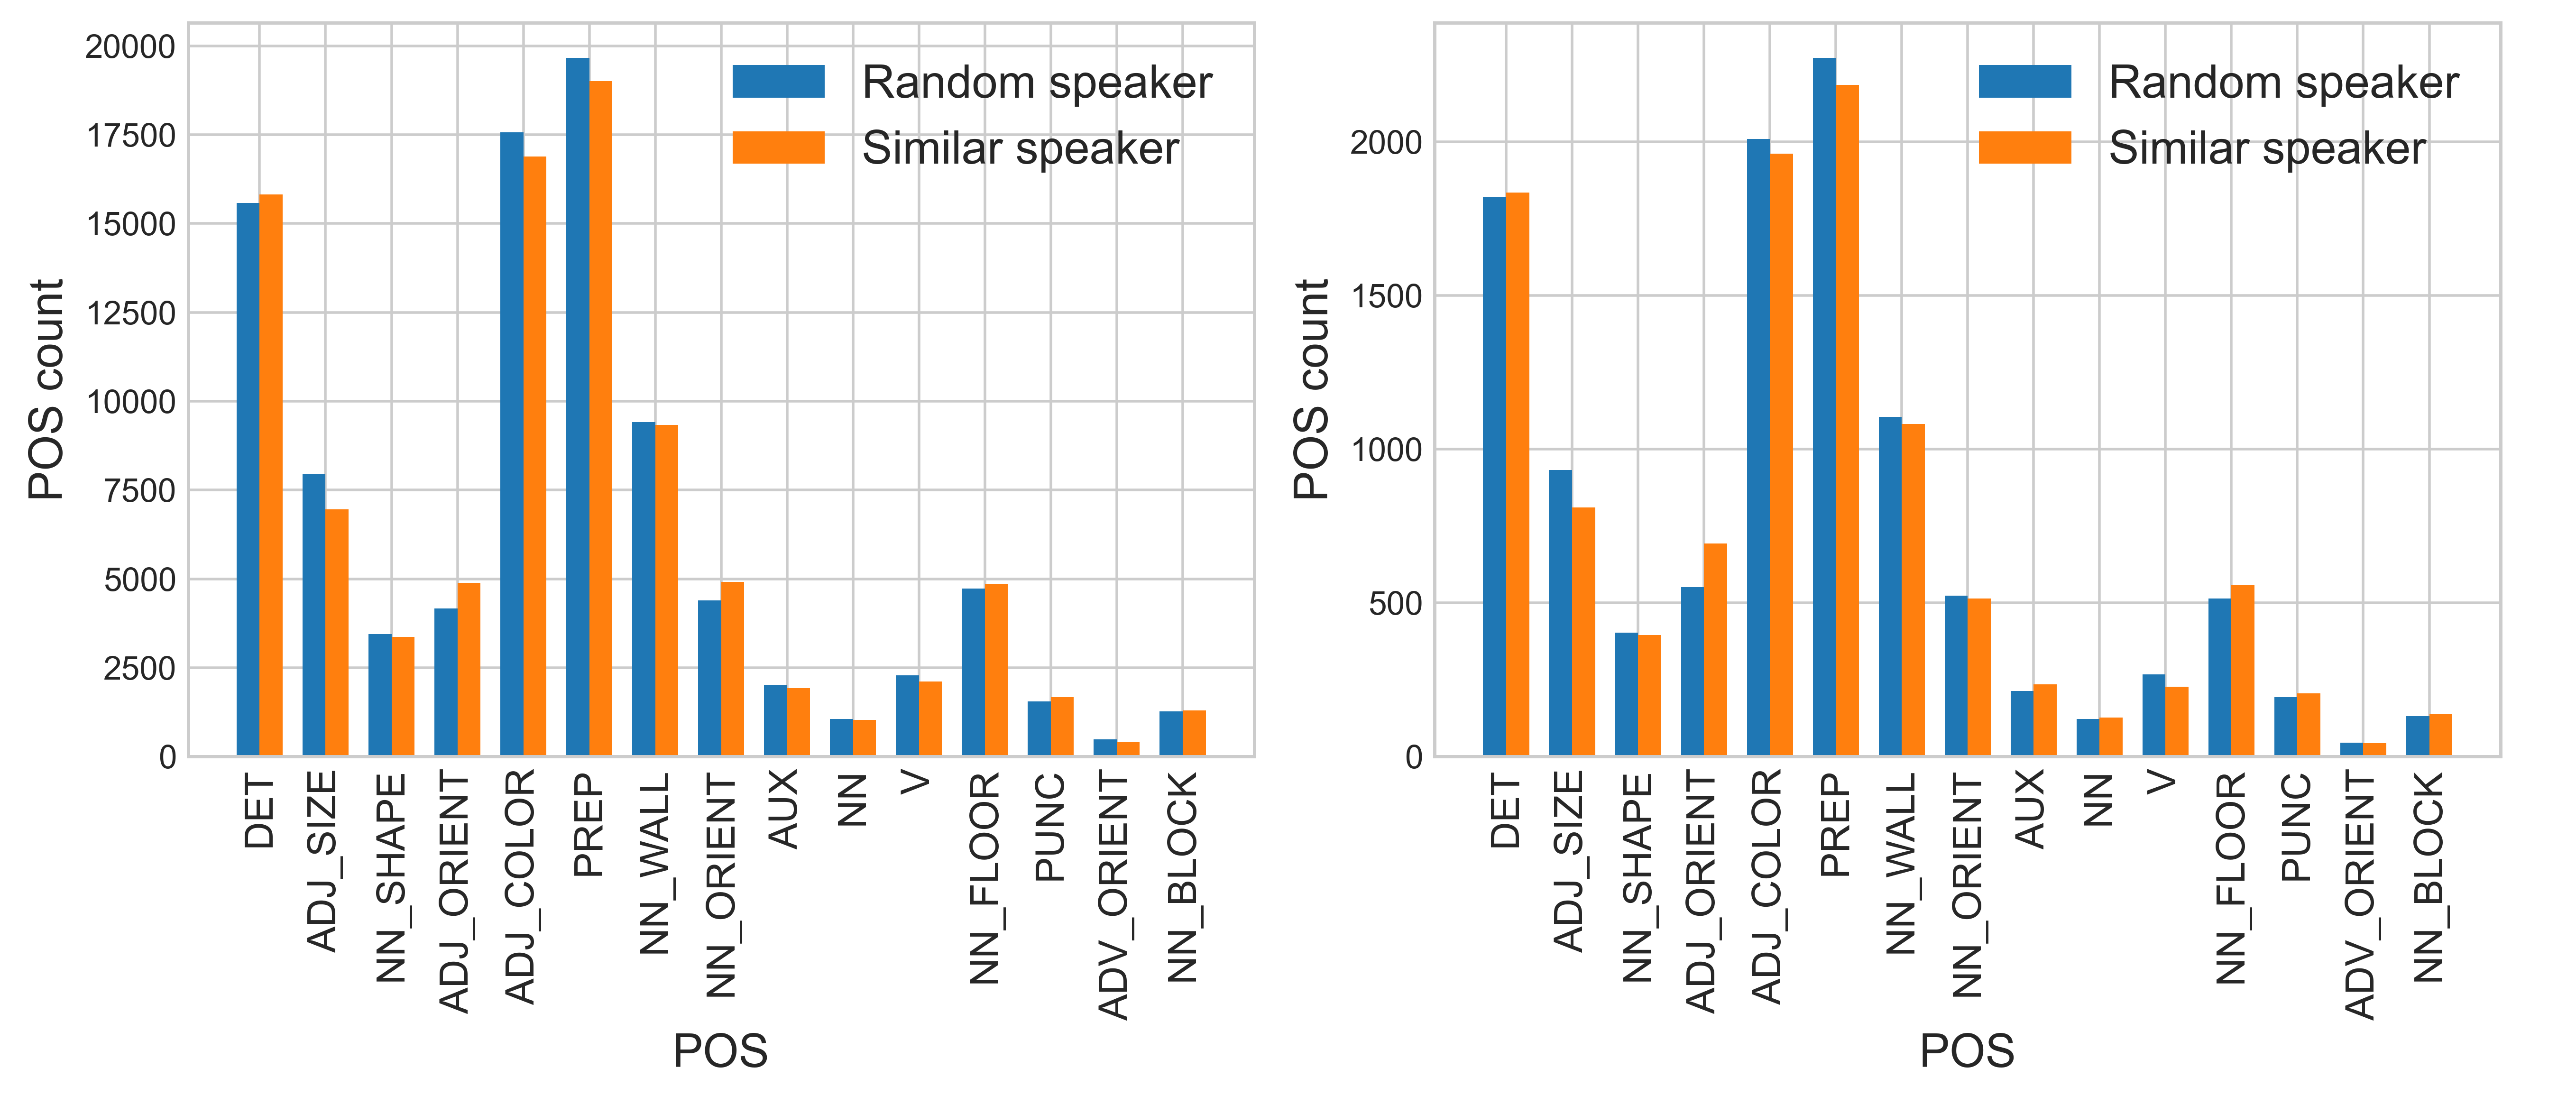 20000
17500
15000
12500
10000
7500
5000
2500
0
POS count
Random speaker
Similar speaker
DET
ADJ_SIZE
NN_SHAPE
ADJ_ORIENT
ADJ_COLOR
PREP
NN_WALL
NN_ORIENT
AUX
NN
V
NN_FLOOR
PUNC
ADV_ORIENT
NN_BLOCK
POS
2000
1500
1000
500
0
POS count
Random speaker
Similar speaker
DET
ADJ_SIZE
NN_SHAPE
ADJ_ORIENT
ADJ_COLOR
PREP
NN_WALL
NN_ORIENT
AUX
NN
V
NN_FLOOR
PUNC
ADV_ORIENT
NN_BLOCK
POS